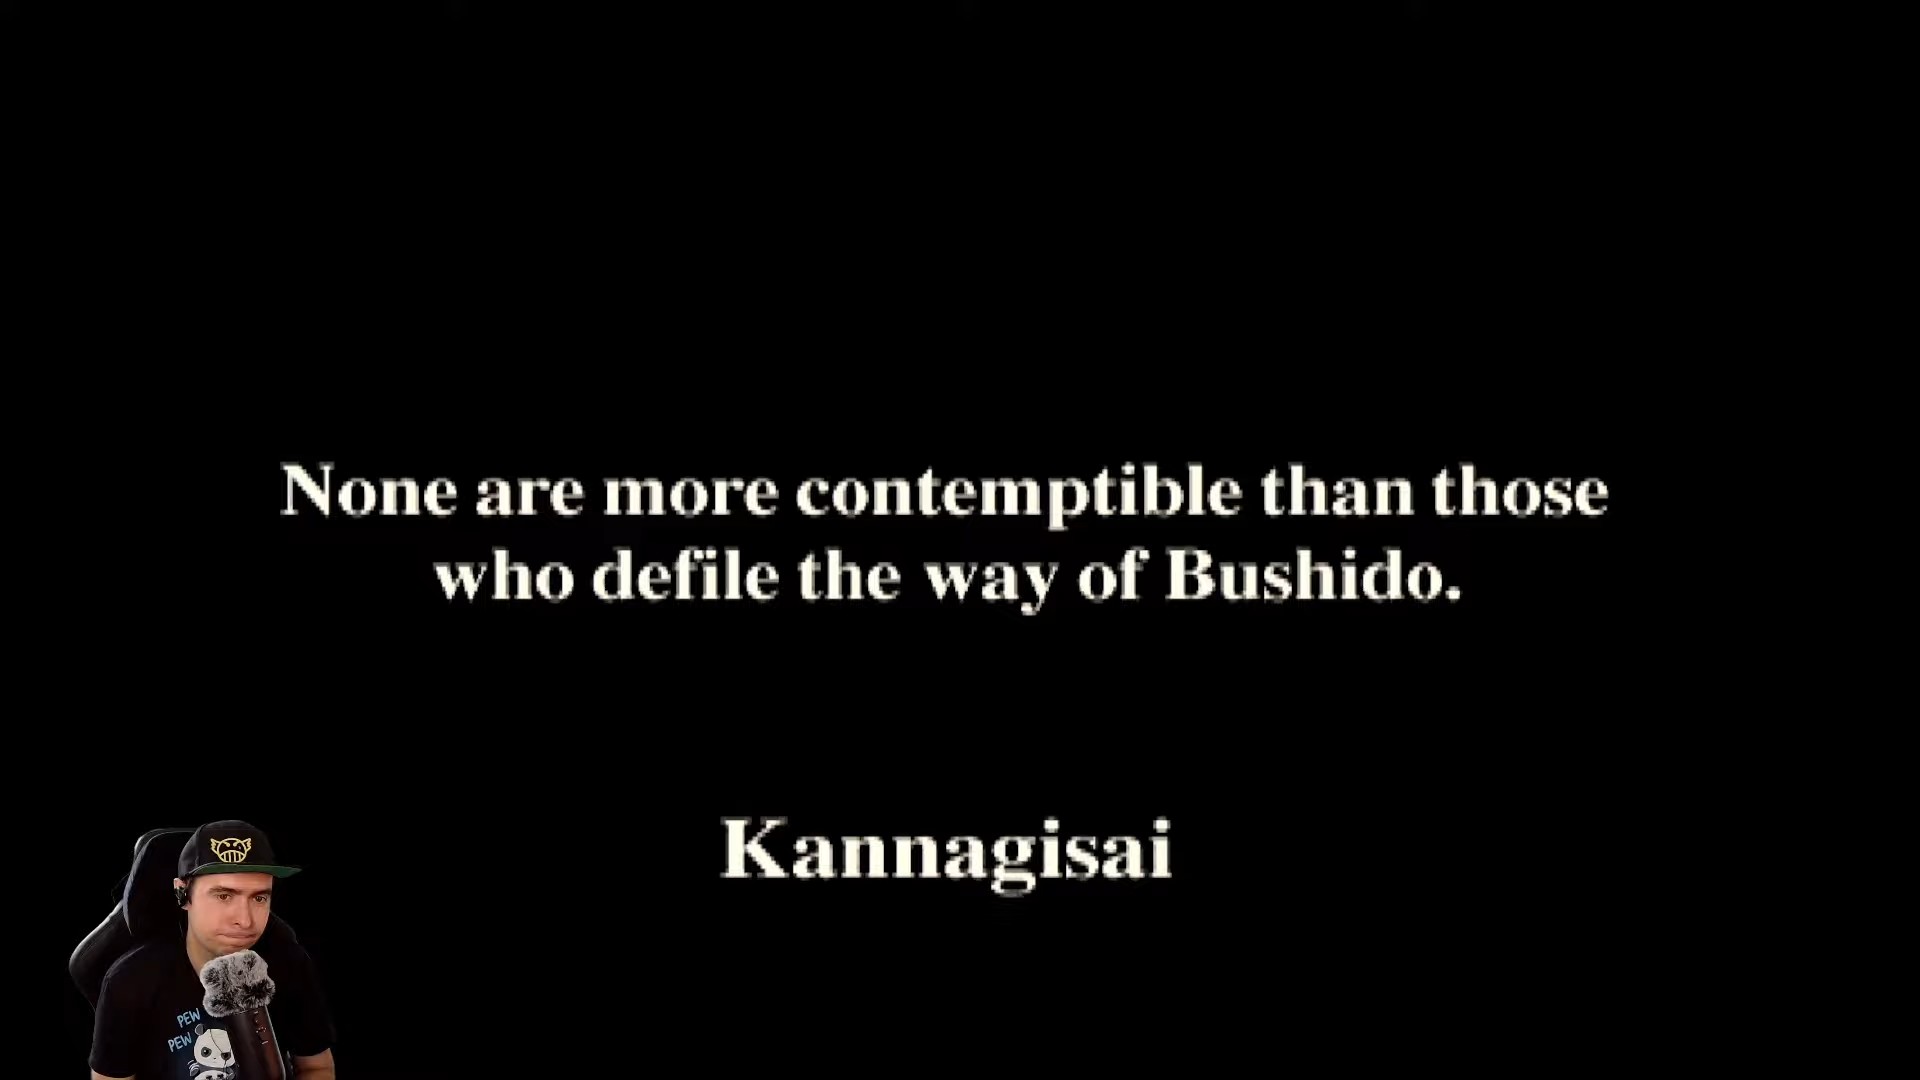 None are more contemptible than those
who defile the way of Bushido.
Kannagisai
PEW
PEW